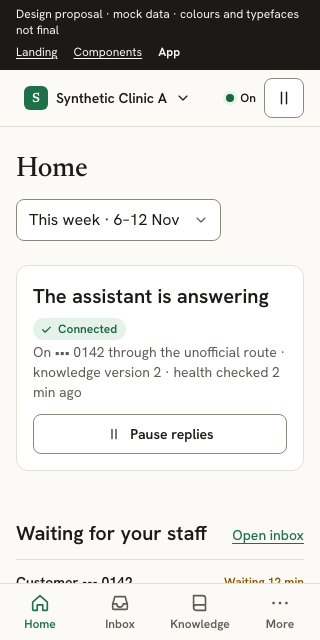 Design proposal · mock data · colours and typefaces
not final
Landing Components App
S Synthetic Clinic A On
Home
This week · 6–12 Nov
The assistant is answering
Connected
On ••• 0142 through the unofficial route ·
knowledge version 2 · health checked 2
min ago
Pause replies
Waiting for your staff Open inbox
Customer ••• 0142 Waiting 12 min
Home Inbox Knowledge More